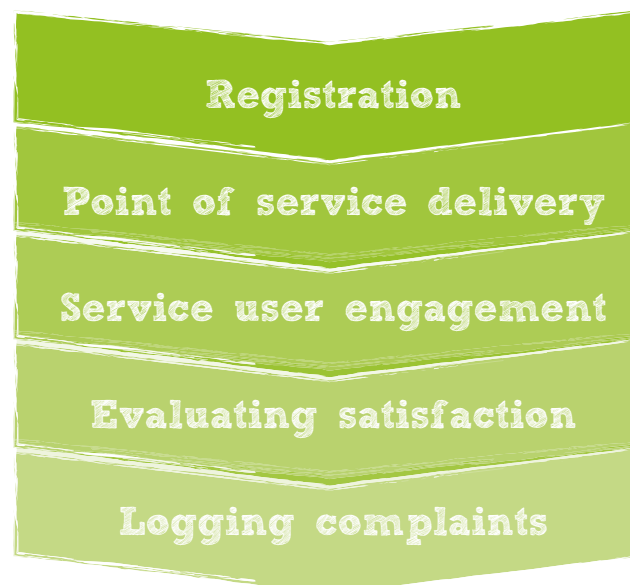 Registration
Point of service delivery
Service user engagement
Evaluating satisfaction
Logging complaints